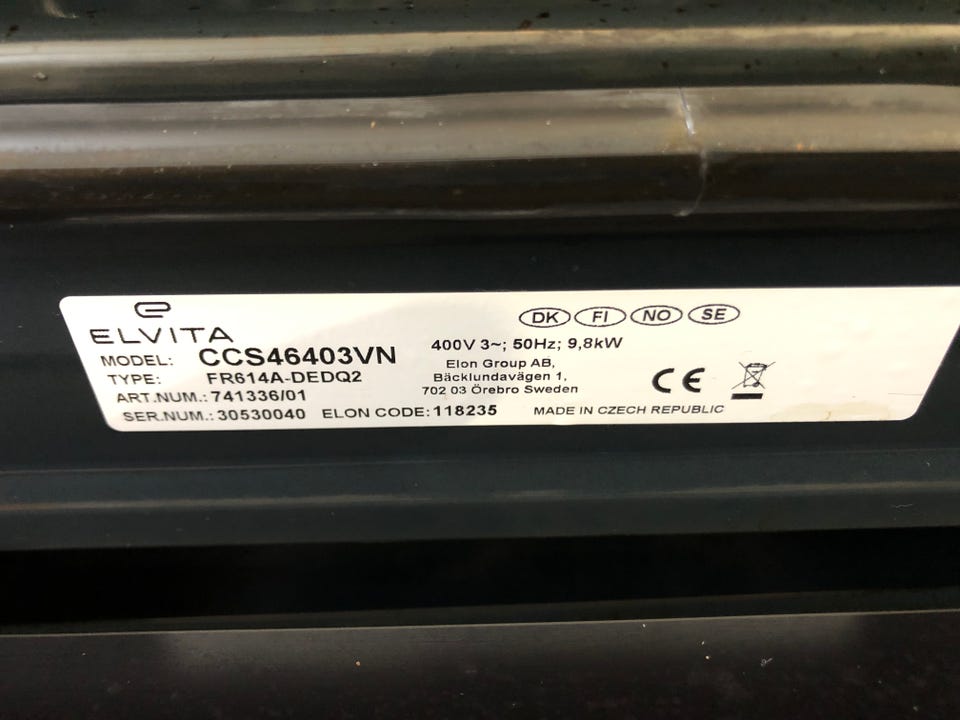 ELVITA
MODEL: CCS46403VN
TYPE: FR614A-DEDQ2
ART.NUM.: 741336/01
SER.NUM.: 30530040 ELON CODE: 118235
DK FI NO SE
400V 3~; 50Hz; 9,8kW
Elon Group AB,
Bäcklundavägen 1,
702 03 Örebro Sweden
CE
MADE IN CZECH REPUBLIC